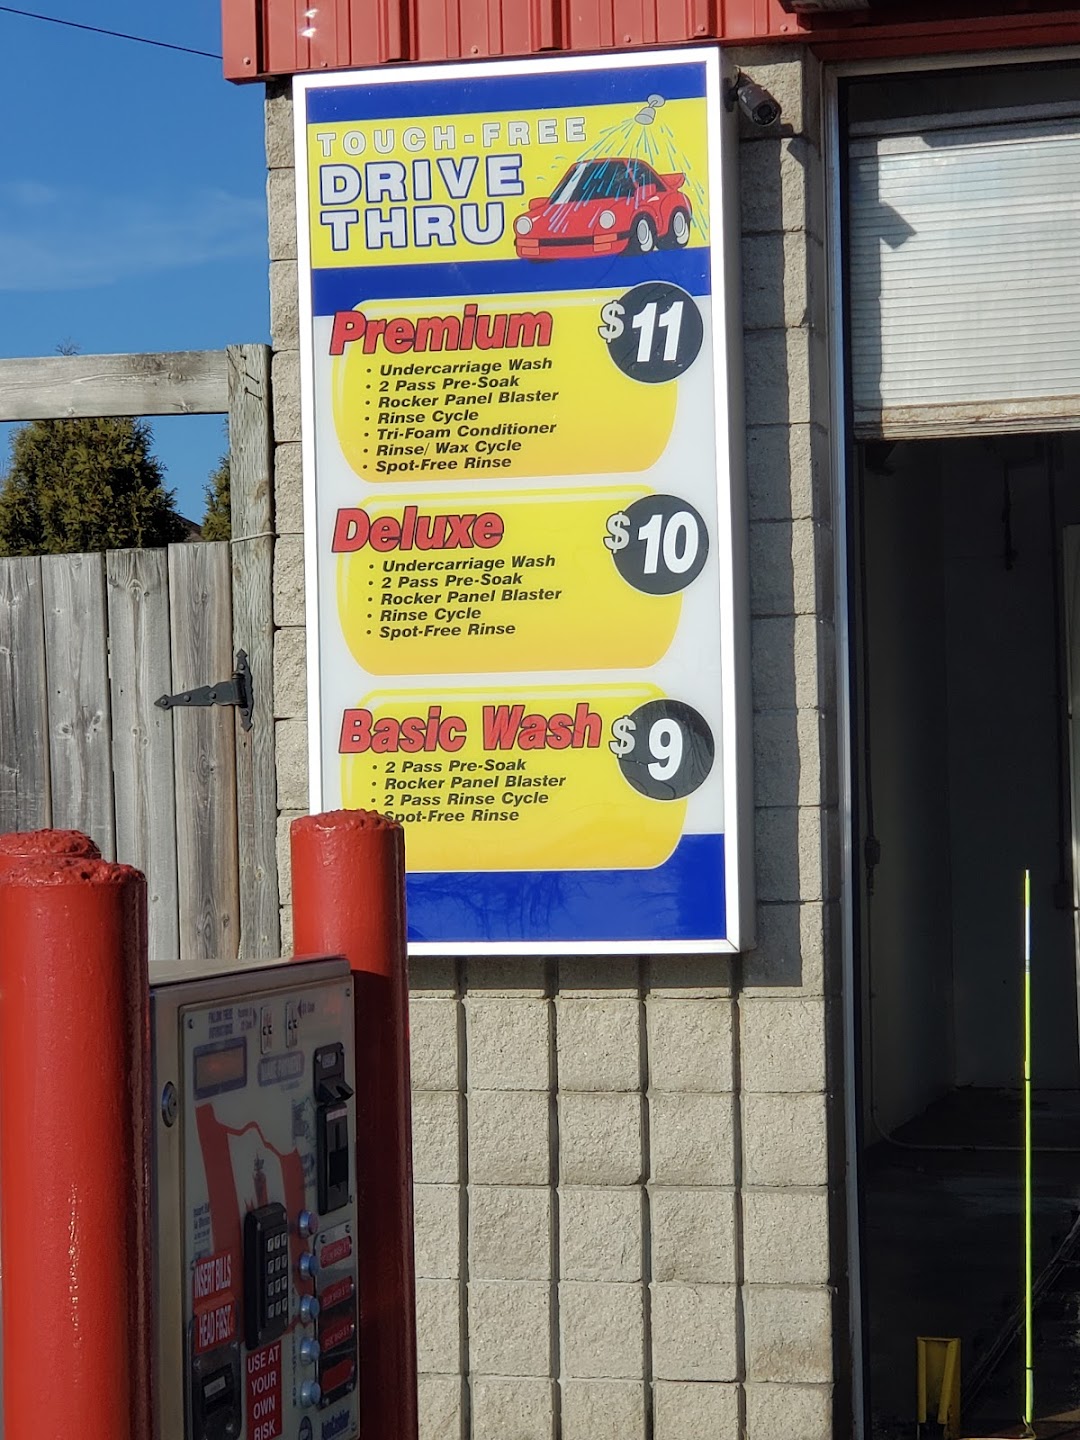 TOUCH-FREE
DRIVE
THRU
Premium
$11
• Undercarriage Wash
• 2 Pass Pre-Soak
• Rocker Panel Blaster
• Rinse Cycle
• Tri-Foam Conditioner
• Rinse/ Wax Cycle
• Spot-Free Rinse
Deluxe
$10
• Undercarriage Wash
• 2 Pass Pre-Soak
• Rocker Panel Blaster
• Rinse Cycle
• Spot-Free Rinse
Basic Wash
$9
• 2 Pass Pre-Soak
• Rocker Panel Blaster
• 2 Pass Rinse Cycle
Spot-Free Rinse
INSERT BILLS
HEAD FIRST
USE AT
YOUR
OWN
RISK